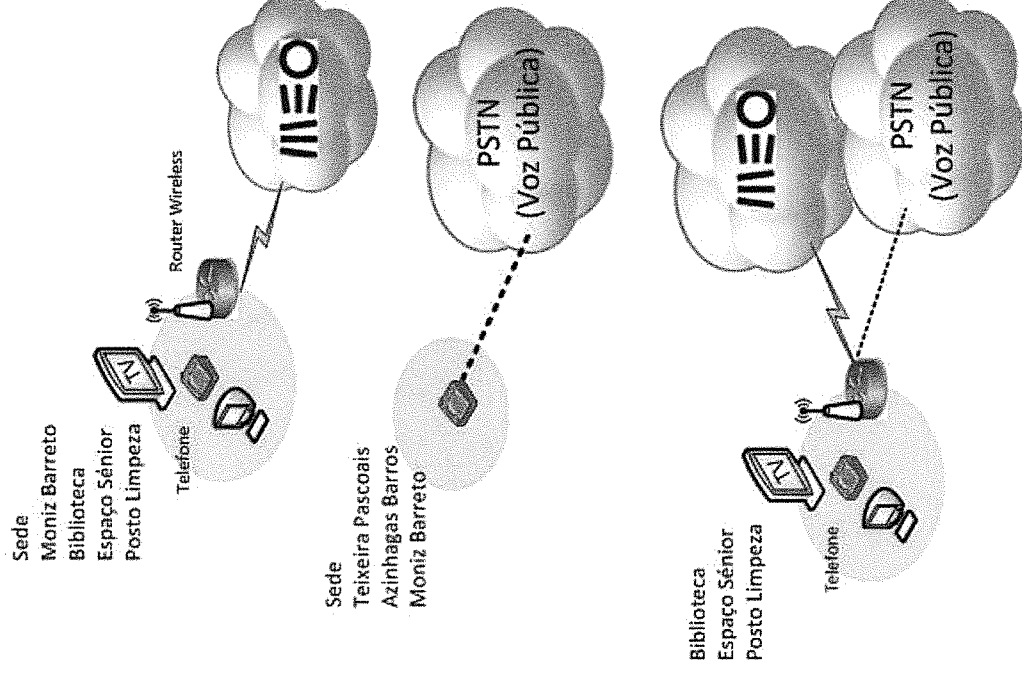 Sede
Moniz Barreto
Biblioteca
Espaço Sénior
Posto Limpeza
TV
Telefone
Router Wireless
MEO
Sede
Teixeira Pascoais
Azinhagas Barros
Moniz Barreto
PSTN
(Voz Pública)
Biblioteca
Espaço Sénior
Posto Limpeza
TV
Telefone
MEO
PSTN
(Voz Pública)